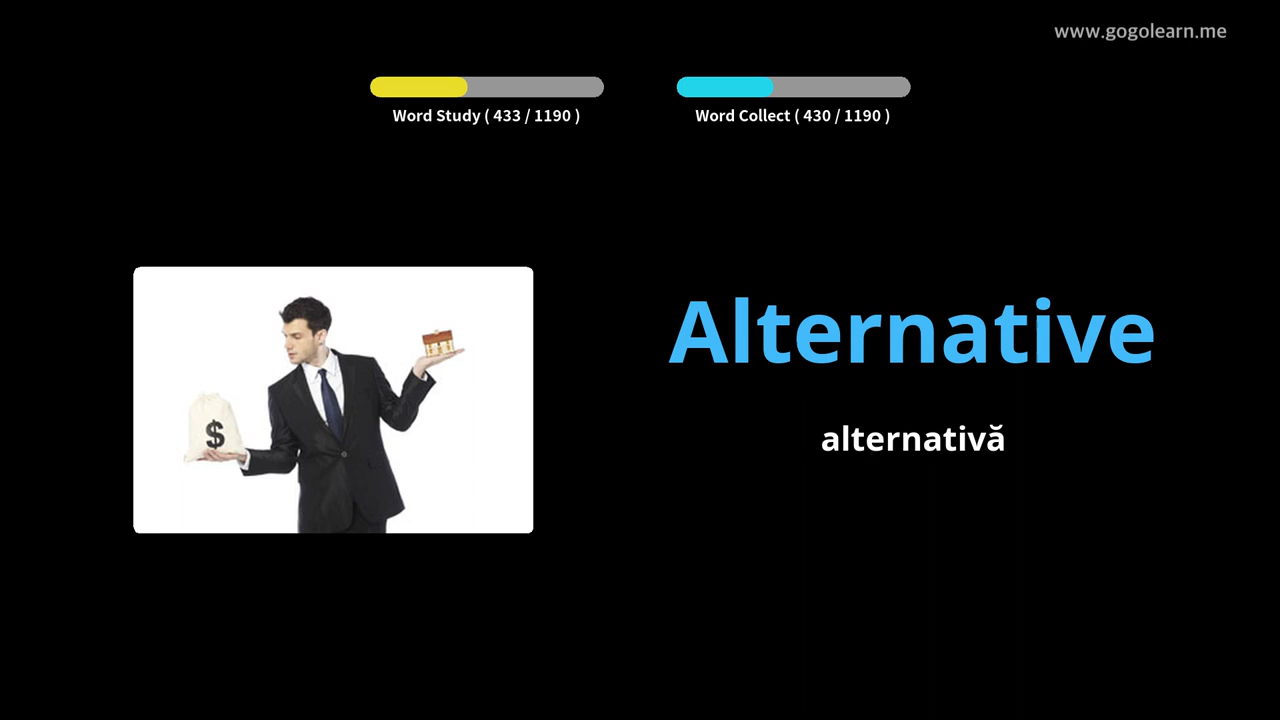 www.gogolearn.me
Word Study ( 433 / 1190 )
Word Collect ( 430 / 1190 )
$
Alternative
alternativă